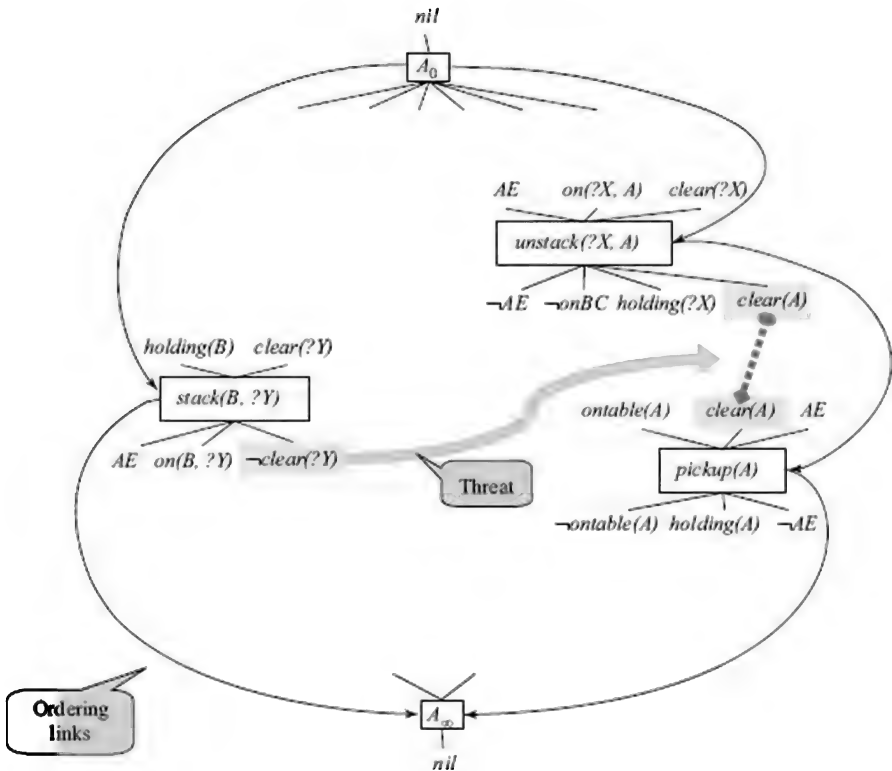 nil
A₀
AE on(?X, A) clear(?X)
unstack(?X, A)
¬AE ¬onBC holding(?X) clear(A)
holding(B) clear(?Y)
stack(B, ?Y)
AE on(B, ?Y) ¬clear(?Y)
Threat
ontable(A) clear(A) AE
pickup(A)
¬ontable(A) holding(A) ¬AE
Ordering
links
A∞
nil